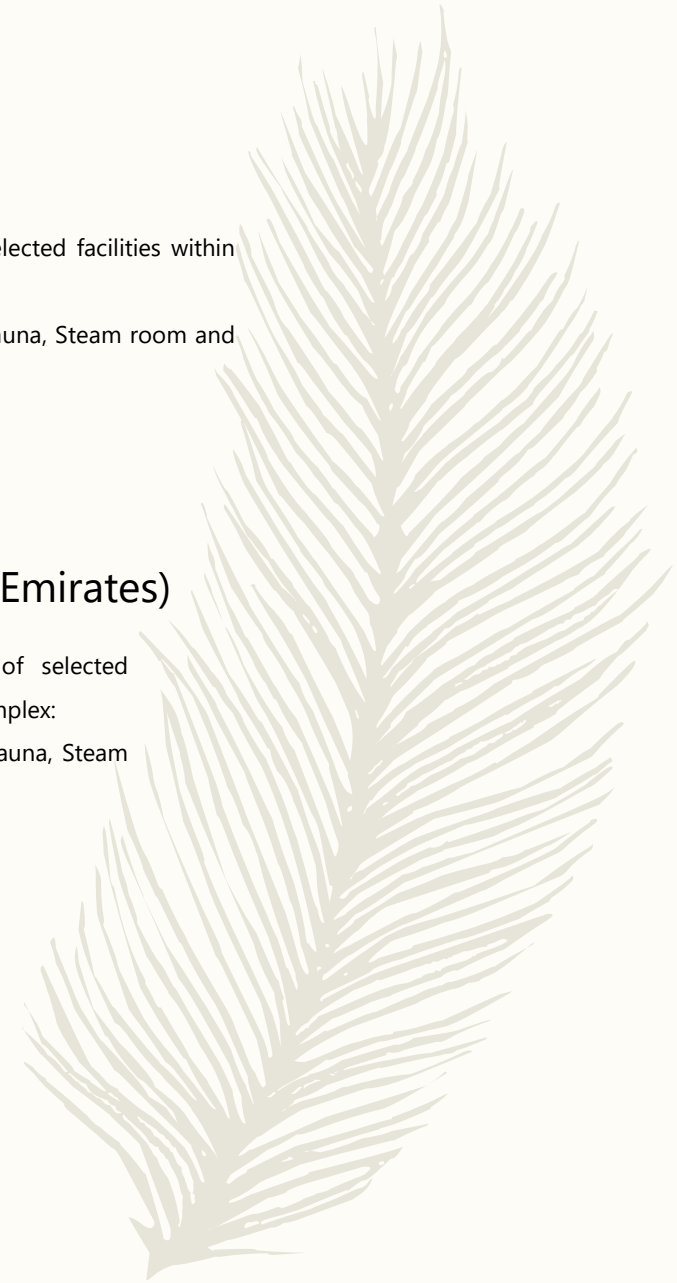 elected facilities within
auna, Steam room and
Emirates)
of selected
nplex:
auna, Steam